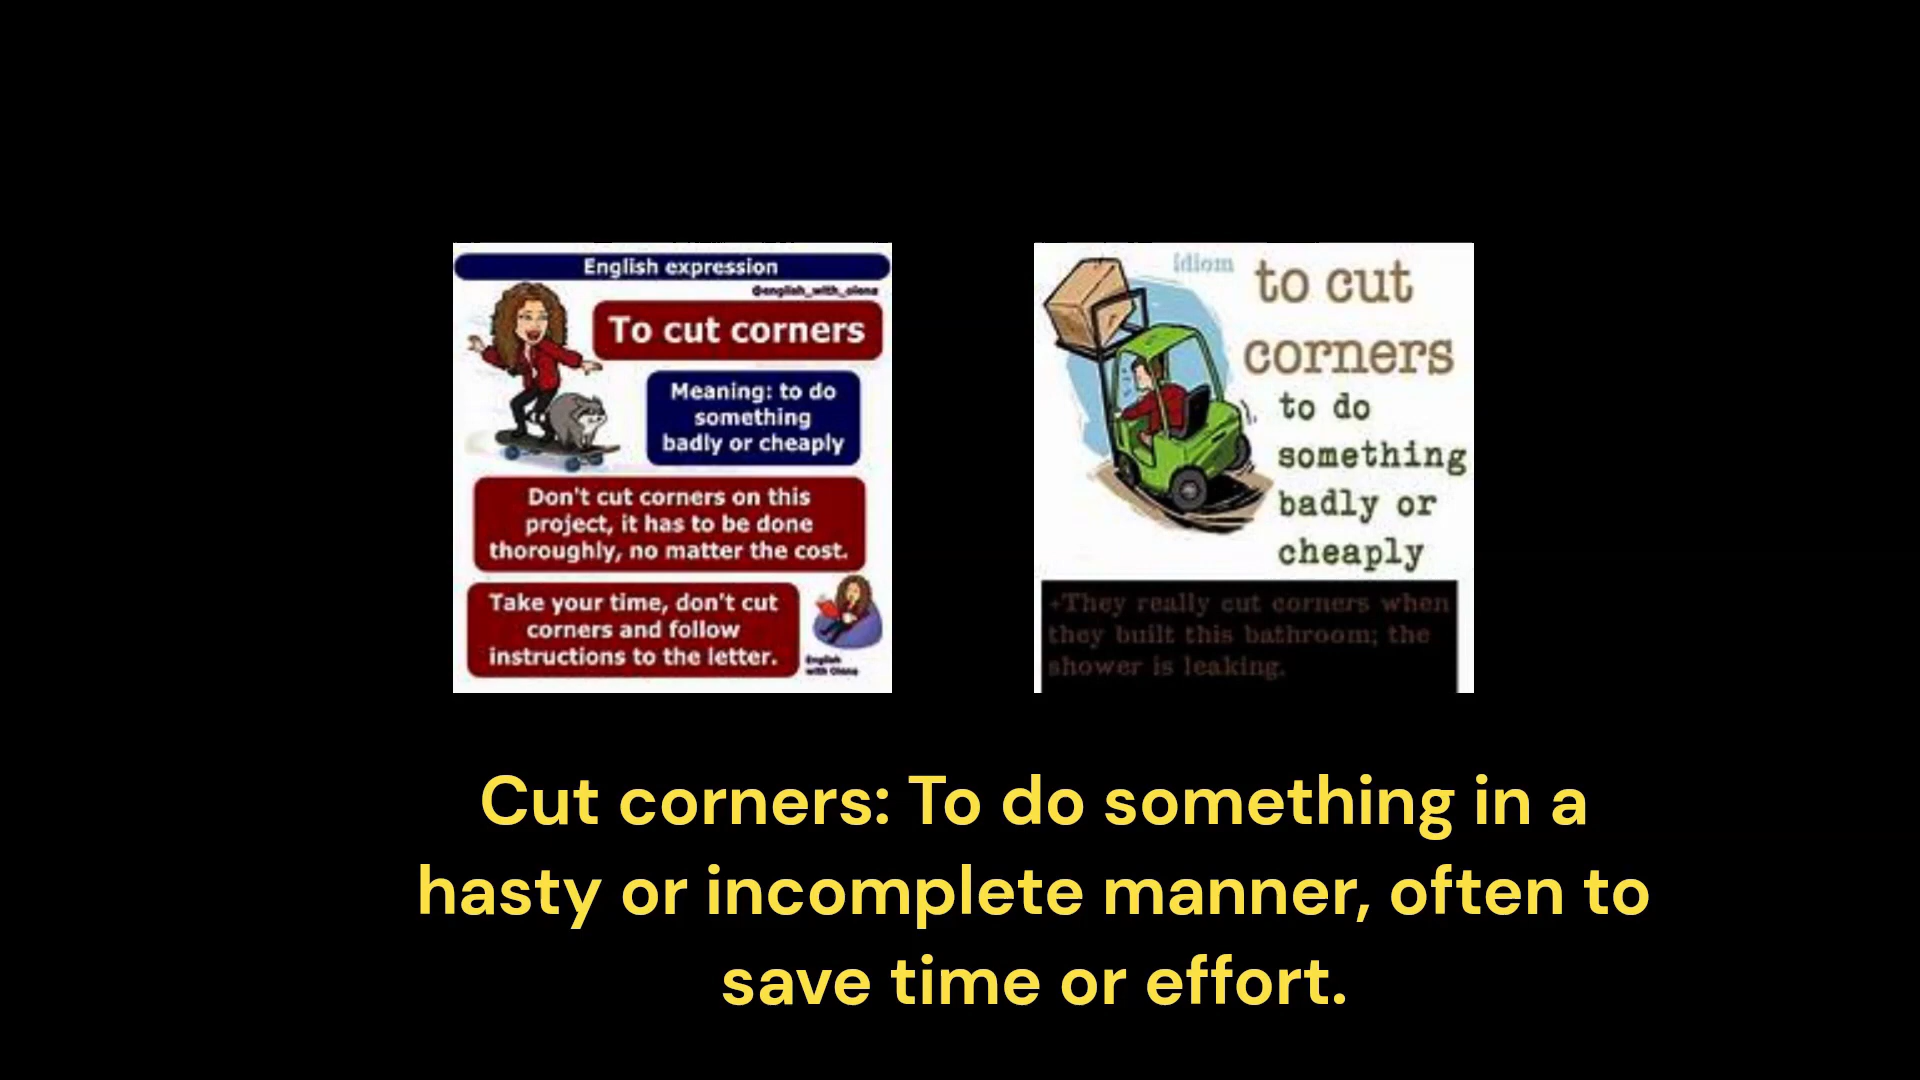 English expression
@english_with_olena
To cut corners
Meaning: to do
something
badly or cheaply
Don't cut corners on this
project, it has to be done
thoroughly, no matter the cost.
Take your time, don't cut
corners and follow
instructions to the letter.
English
with Olena
idiom
to cut
corners
to do
something
badly or
cheaply
+They really cut corners when
they built this bathroom; the
shower is leaking.
Cut corners: To do something in a
hasty or incomplete manner, often to
save time or effort.